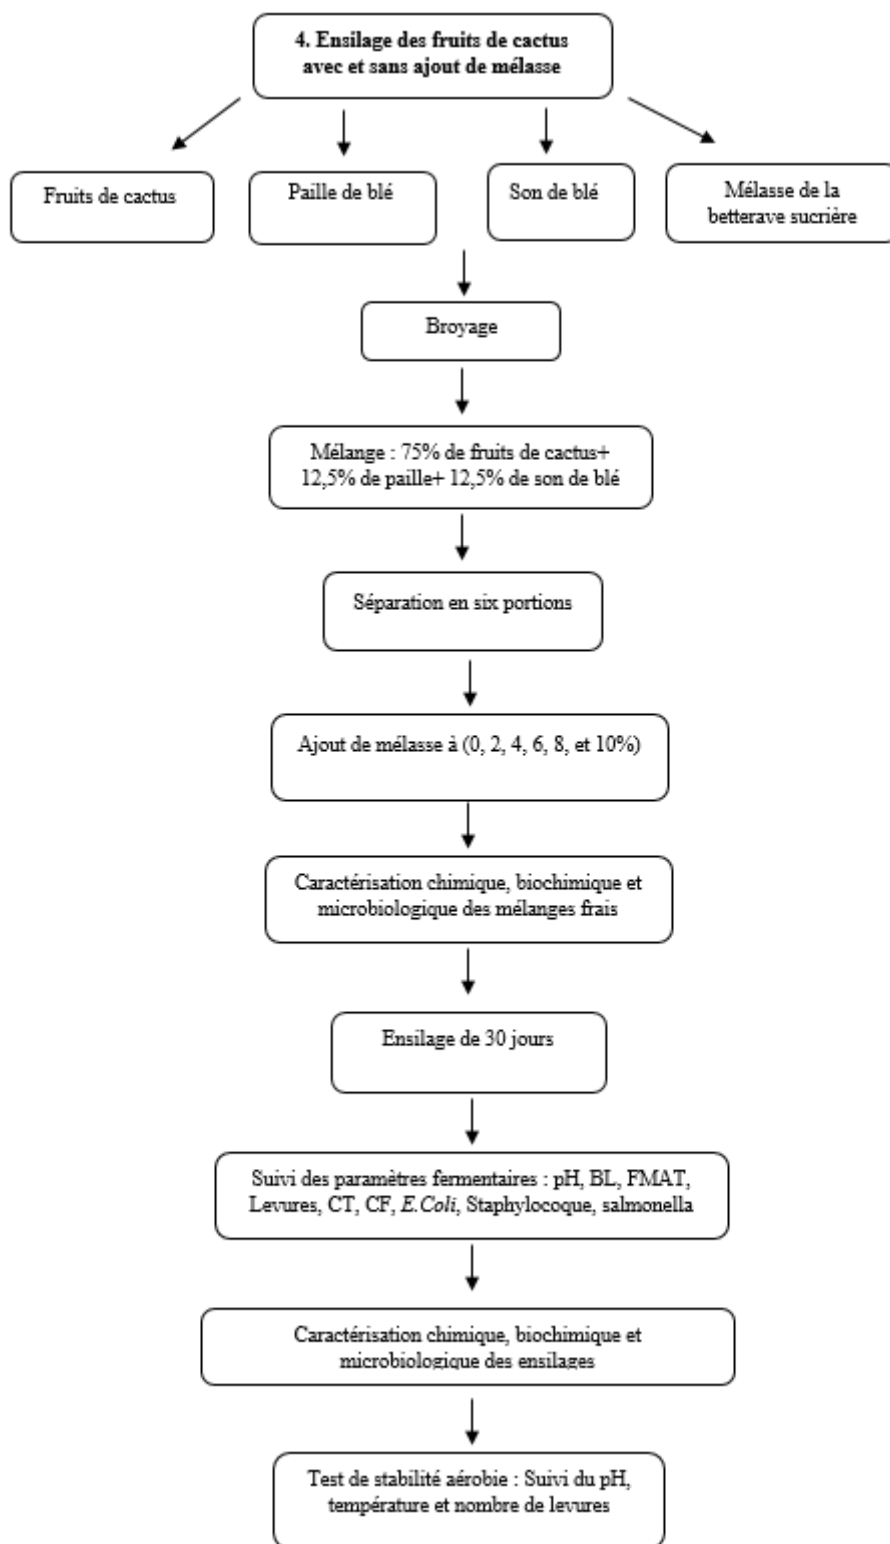 4. Ensilage des fruits de cactus
avec et sans ajout de mélasse
Fruits de cactus
Paille de blé
Son de blé
Mélasse de la
betterave sucrière
Broyage
Mélange : 75% de fruits de cactus+
12,5% de paille+ 12,5% de son de blé
Séparation en six portions
Ajout de mélasse à (0, 2, 4, 6, 8, et 10%)
Caractérisation chimique, biochimique et
microbiologique des mélanges frais
Ensilage de 30 jours
Suivi des paramètres fermentaires : pH, BL, FMAT,
Levures, CT, CF, E.Coli, Staphylocoque, salmonella
Caractérisation chimique, biochimique et
microbiologique des ensilages
Test de stabilité aérobie : Suivi du pH,
température et nombre de levures